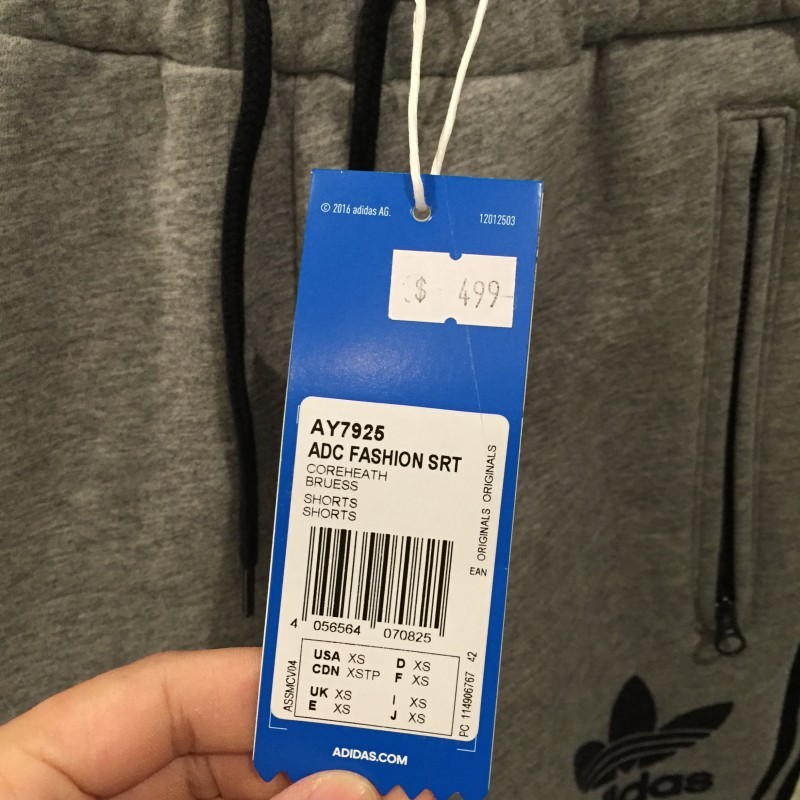 © 2016 adidas AG.
12012503
$ 499-
AY7925
ADC FASHION SRT
COREHEATH
BRUESS
SHORTS
SHORTS
ORIGINALS ORIGINALS
EAN
4 056564 070825
USA XS D XS
CDN XSTP F XS
UK XS I XS
E XS J XS
ASSMCV04
PC 114906767 42
ADIDAS.COM
adidas